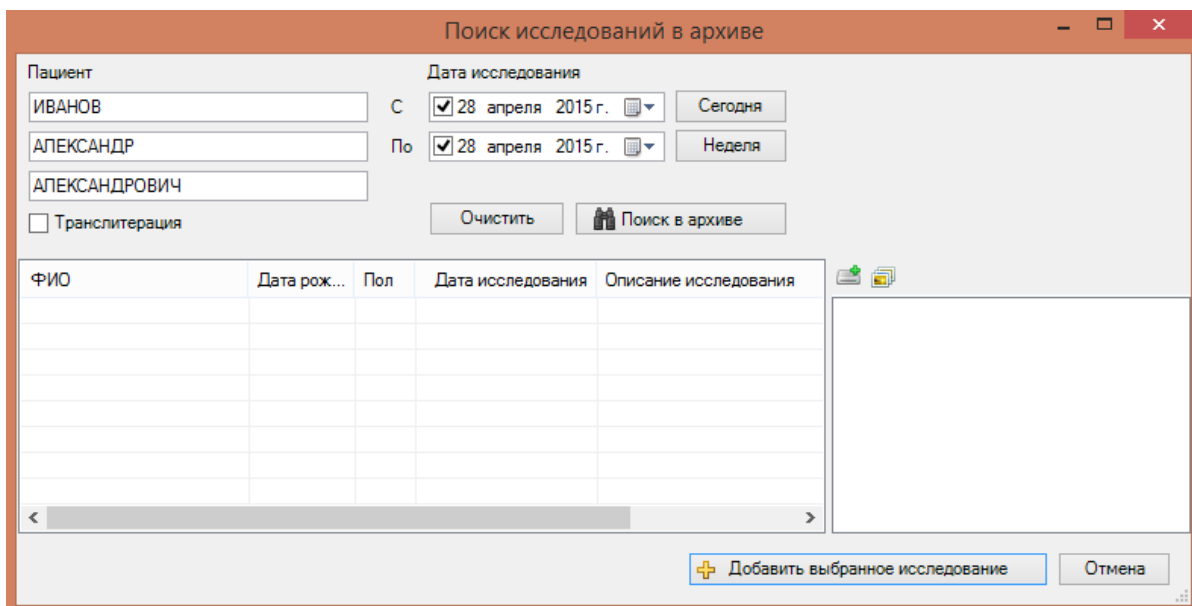 Поиск исследований в архиве
Пациент Дата исследования
ИВАНОВ С 28 апреля 2015 г. Сегодня
АЛЕКСАНДР По 28 апреля 2015 г. Неделя
АЛЕКСАНДРОВИЧ
Транслитерация Очистить Поиск в архиве
ФИО Дата рож... Пол Дата исследования Описание исследования
Добавить выбранное исследование Отмена